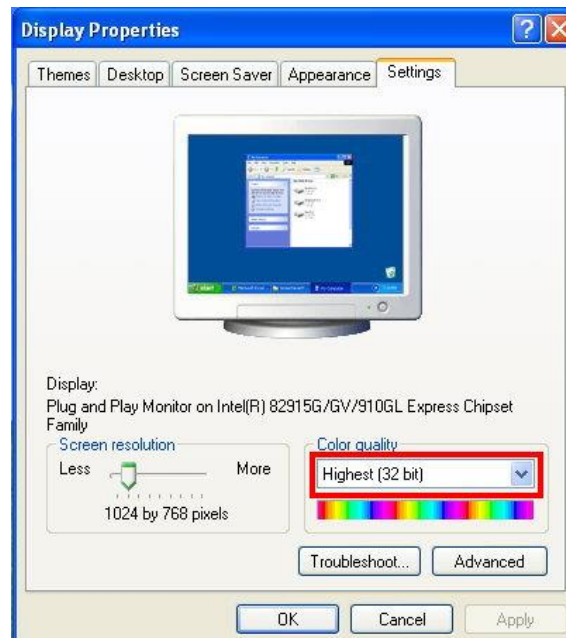 Display Properties
Themes Desktop Screen Saver Appearance Settings
Display:
Plug and Play Monitor on Intel(R) 82915G/GV/910GL Express Chipset
Family
Screen resolution
Less More
1024 by 768 pixels
Color quality
Highest (32 bit)
Troubleshoot... Advanced
OK Cancel Apply